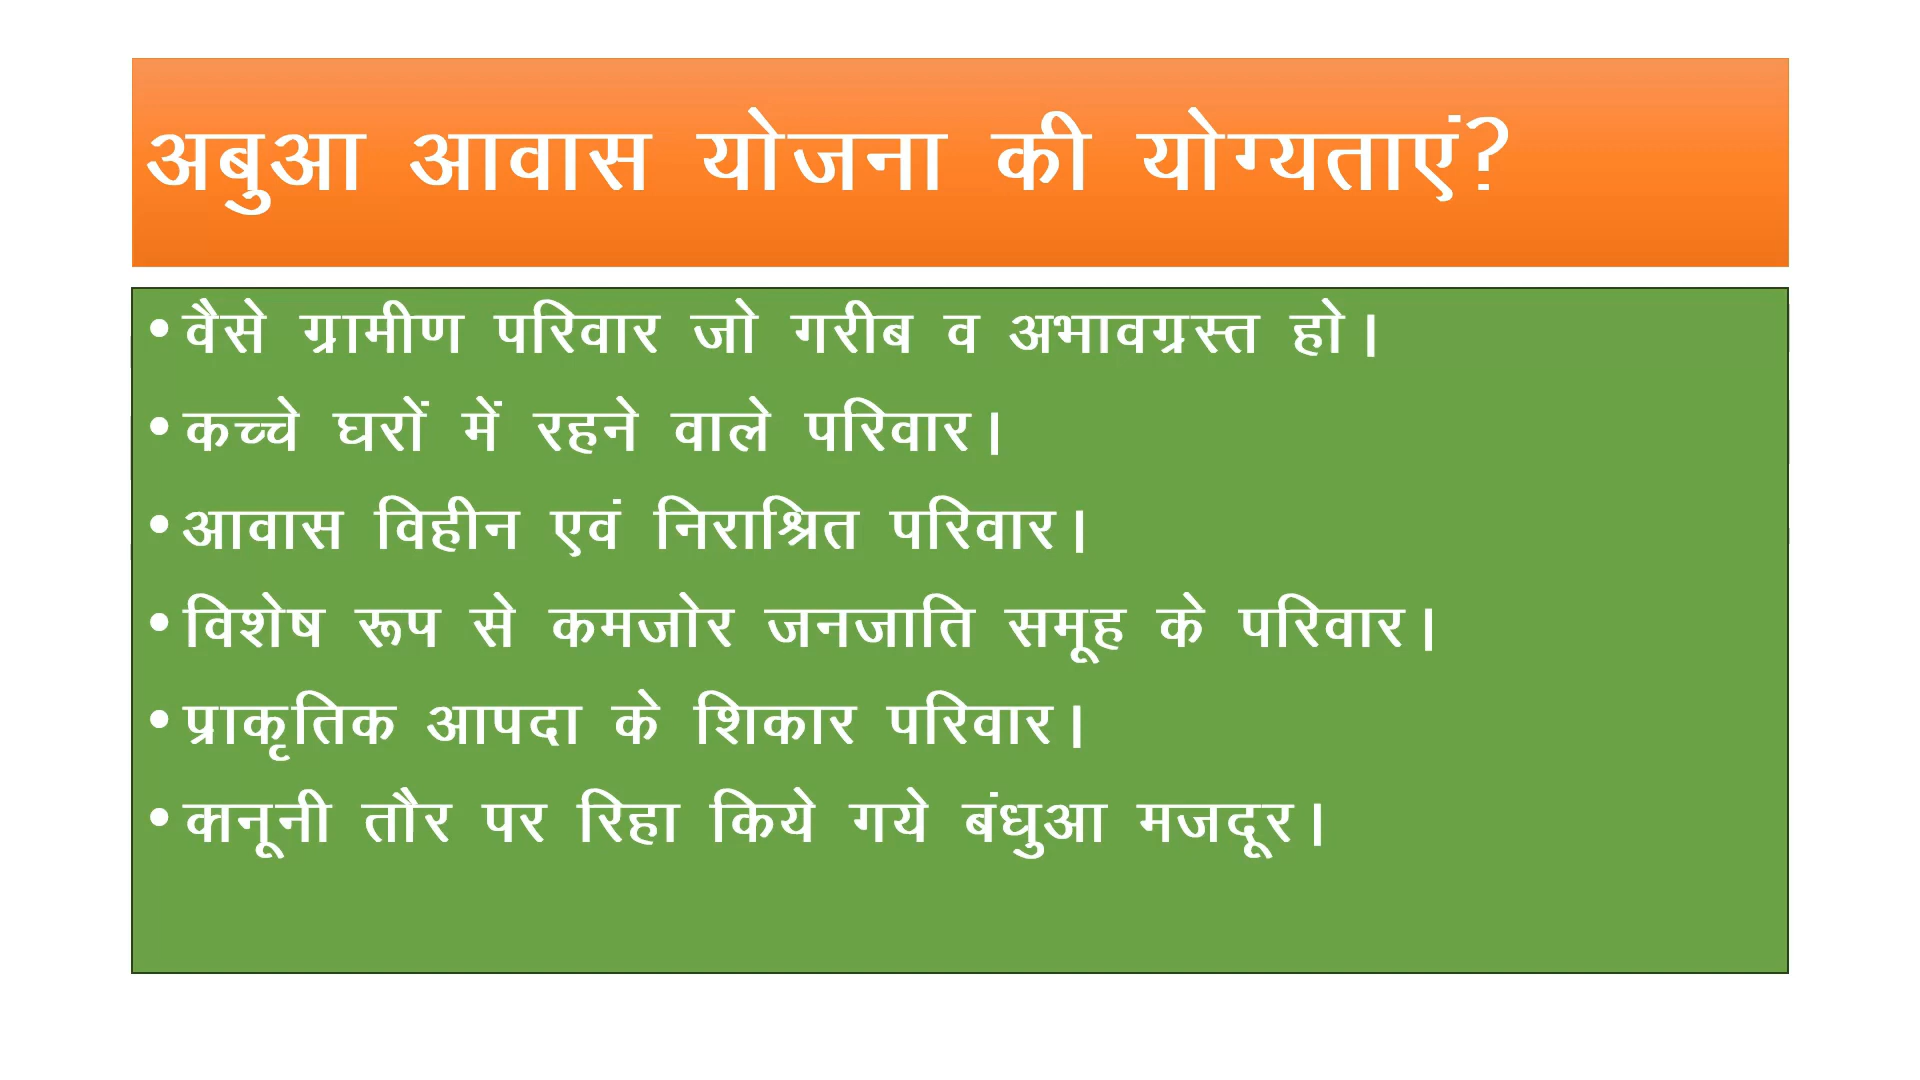 अबुआ आवास योजना की योग्यताएं?
• वैसे ग्रामीण परिवार जो गरीब व अभावग्रस्त हो।
• कच्चे घरों में रहने वाले परिवार।
• आवास विहीन एवं निराश्रित परिवार।
• विशेष रूप से कमजोर जनजाति समूह के परिवार।
• प्राकृतिक आपदा के शिकार परिवार।
• कानूनी तौर पर रिहा किये गये बंधुआ मजदूर।